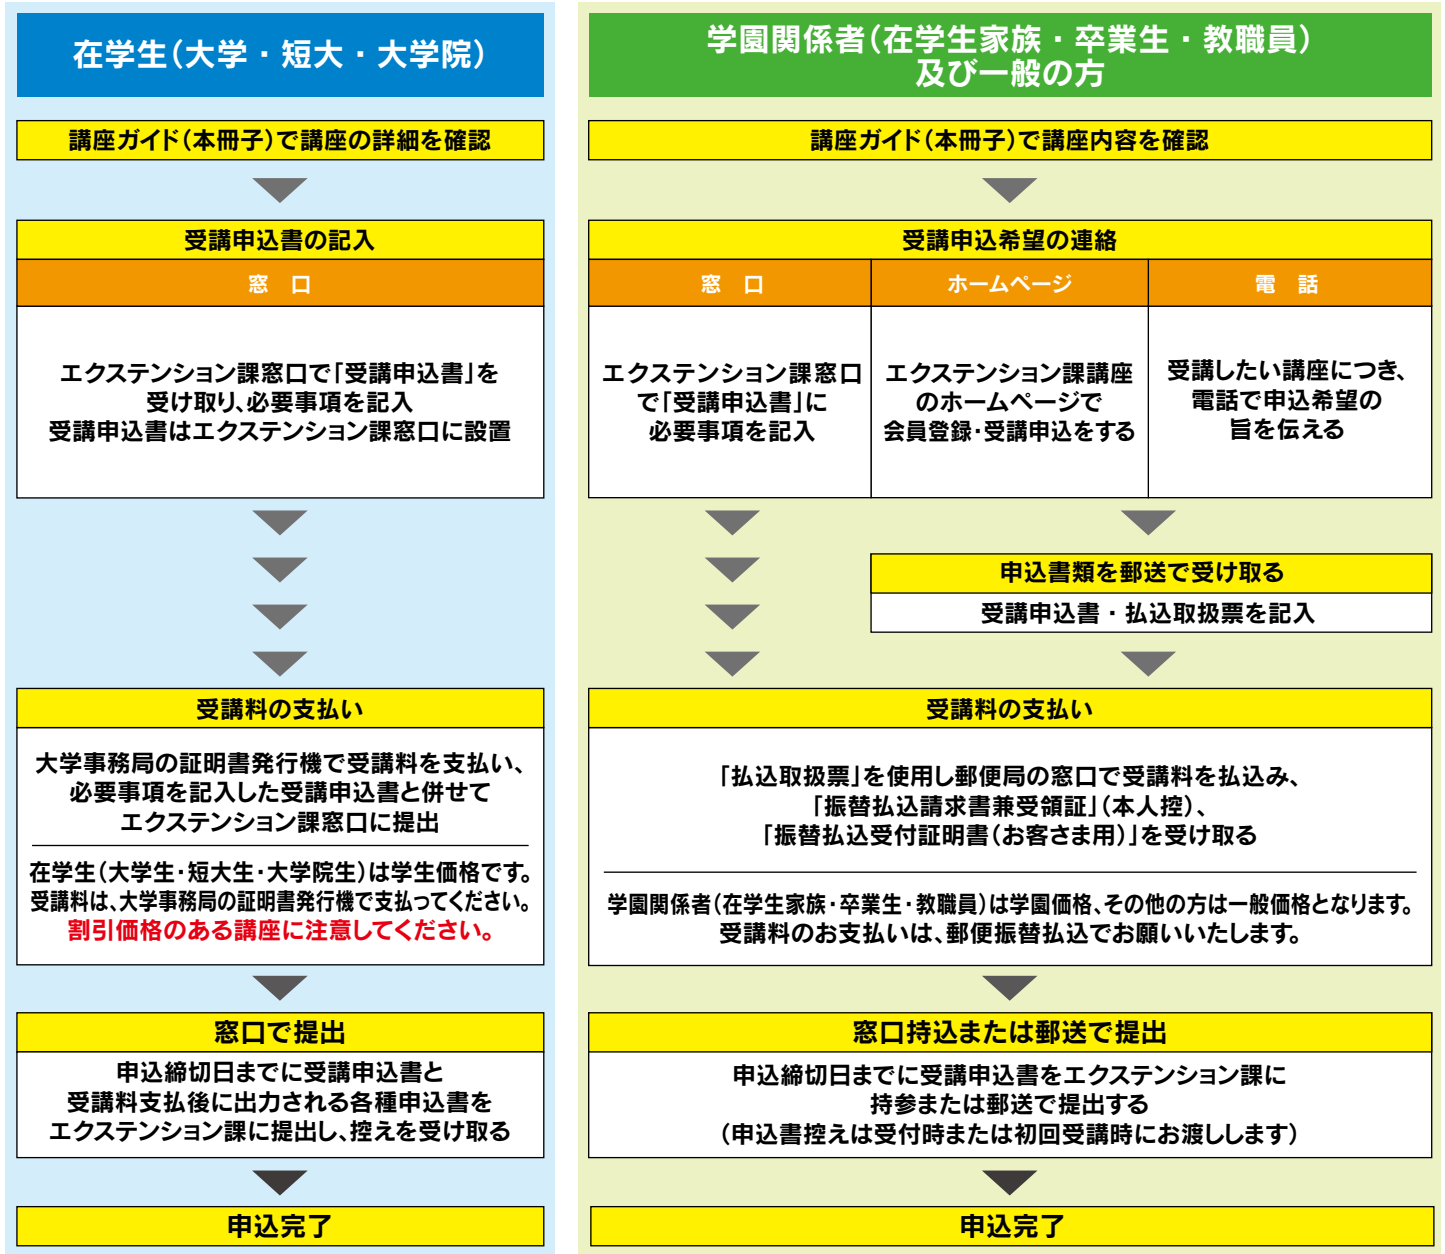 在学生(大学・短大・大学院)
講座ガイド(本冊子)で講座の詳細を確認
受講申込書の記入
窓　口
エクステンション課窓口で｢受講申込書｣を
受け取り､必要事項を記入
受講申込書はエクステンション課窓口に設置
受講料の支払い
大学事務局の証明書発行機で受講料を支払い､
必要事項を記入した受講申込書と併せて
エクステンション課窓口に提出
在学生(大学生･短大生･大学院生)は学生価格です｡
受講料は､大学事務局の証明書発行機で支払ってください｡
割引価格のある講座に注意してください｡
窓口で提出
申込締切日までに受講申込書と
受講料支払後に出力される各種申込書を
エクステンション課に提出し､控えを受け取る
申込完了
学園関係者(在学生家族・卒業生・教職員)
及び一般の方
講座ガイド(本冊子)で講座内容を確認
受講申込希望の連絡
窓　口
エクステンション課窓口
で｢受講申込書｣に
必要事項を記入
ホームページ
エクステンション課講座
のホームページで
会員登録･受講申込をする
電　話
受講したい講座につき､
電話で申込希望の
旨を伝える
申込書類を郵送で受け取る
受講申込書・払込取扱票を記入
受講料の支払い
｢払込取扱票｣を使用し郵便局の窓口で受講料を払込み､
｢振替払込請求書兼受領証｣(本人控)､
｢振替払込受付証明書(お客さま用)｣を受け取る
学園関係者(在学生家族･卒業生･教職員)は学園価格､その他の方は一般価格となります｡
受講料のお支払いは､郵便振替払込でお願いいたします｡
窓口持込または郵送で提出
申込締切日までに受講申込書をエクステンション課に
持参または郵送で提出する
(申込書控えは受付時または初回受講時にお渡しします)
申込完了